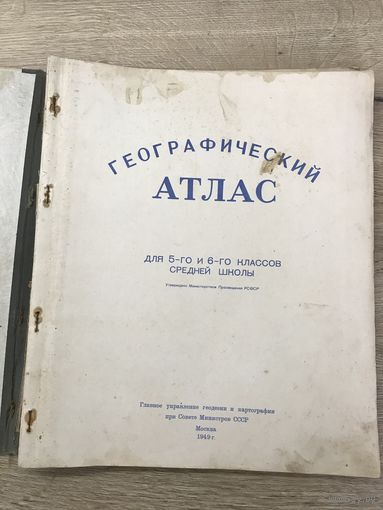 ГЕОГРАФИЧЕСКИЙ
АТЛАС
ДЛЯ 5-ГО И 6-ГО КЛАССОВ
СРЕДНЕЙ ШКОЛЫ
Утверждено Министерством Просвещения РСФСР
Главное управление геодезии и картографии
при Совете Министров СССР
Москва
1949 г.